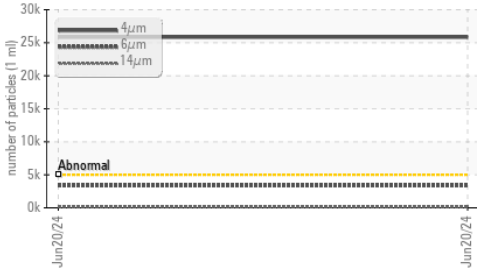 30k
25k
20k
15k
10k
5k
0k
number of particles (1 ml)
4μm
6μm
14μm
Abnormal
Jun20/24
Jun20/24